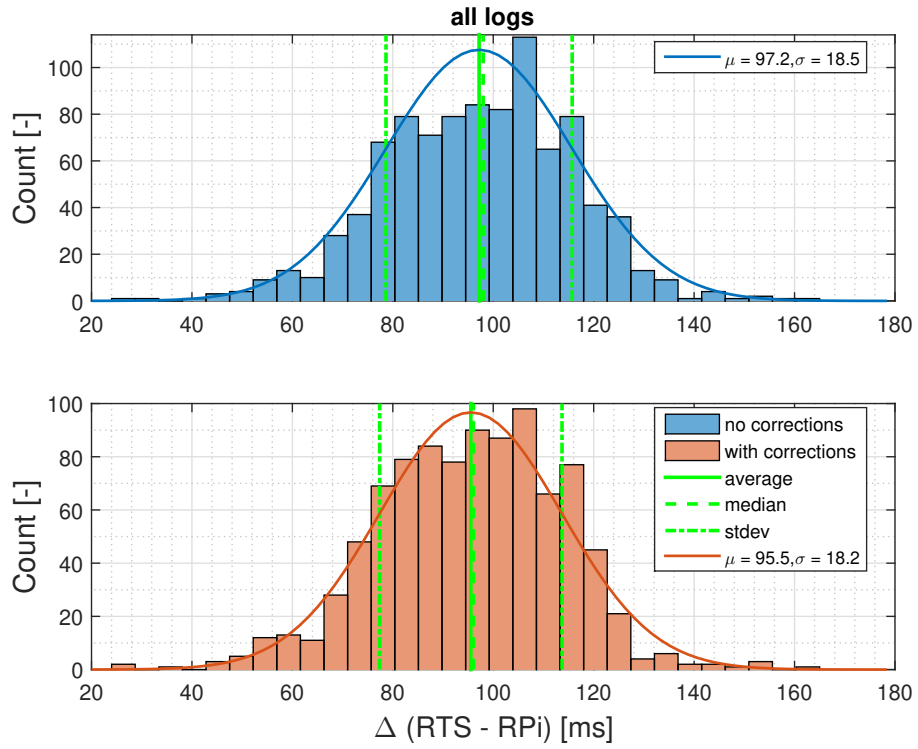 all logs
Count [-]
100
80
60
40
20
0
μ = 97.2,σ = 18.5
20 40 60 80 100 120 140 160 180
Count [-]
100
80
60
40
20
0
no corrections
with corrections
average
median
stdev
μ = 95.5,σ = 18.2
20 40 60 80 100 120 140 160 180
Δ (RTS - RPi) [ms]